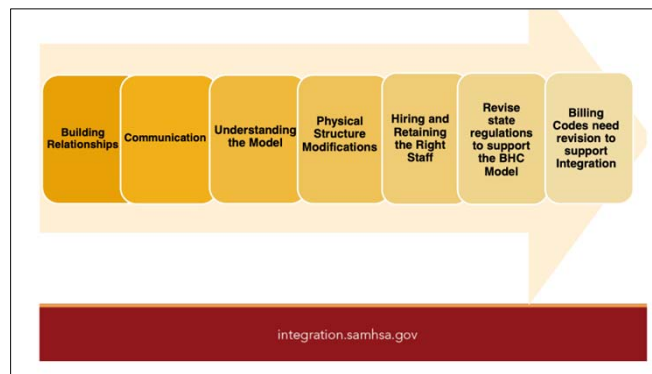 Building
Relationships
Communication
Understanding
the Model
Physical
Structure
Modifications
Hiring and
Retaining
the Right
Staff
Revise
state
regulations
to support
the BHC
Model
Billing
Codes need
revision to
support
Integration
integration.samhsa.gov